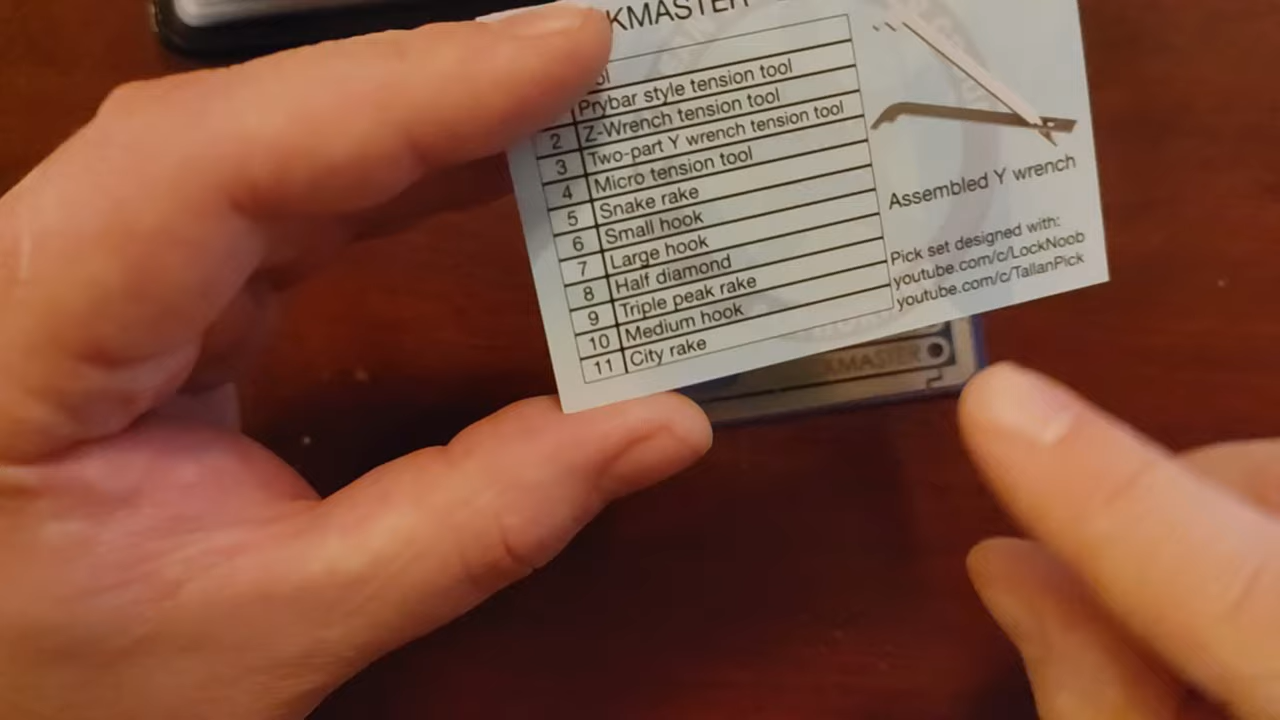 KMASTER
ol
Prybar style tension tool
2 Z-Wrench tension tool
3 Two-part Y wrench tension tool
4 Micro tension tool
5 Snake rake
6 Small hook
7 Large hook
8 Half diamond
9 Triple peak rake
10 Medium hook
11 City rake
Assembled Y wrench
Pick set designed with:
youtube.com/c/LockNoob
youtube.com/c/TallanPick
KMASTER